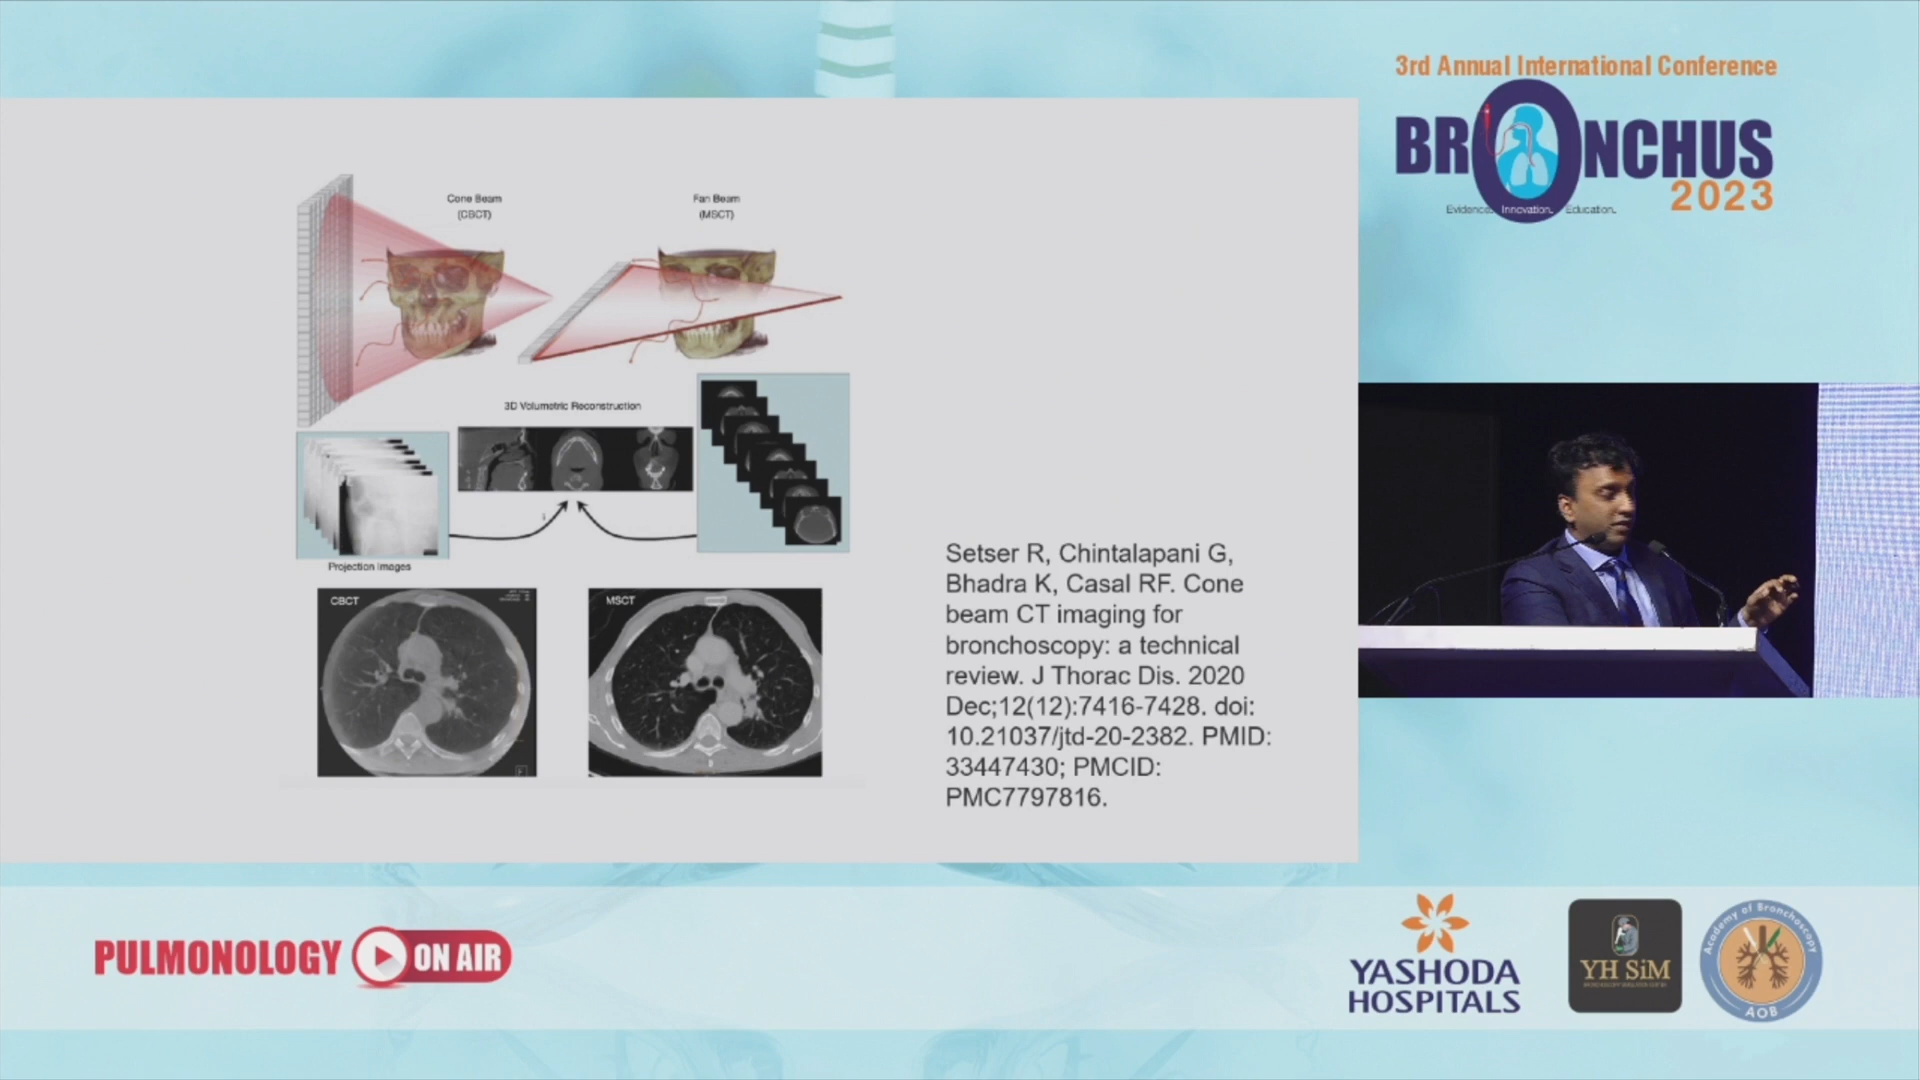 3rd Annual International Conference
BRONCHUS
2023
Evidence. Innovation. Education.
Cone Beam
(CBCT)
Fan Beam
(MSCT)
3D Volumetric Reconstruction
Projection Images
CBCT
MSCT
Setser R, Chintalapani G,
Bhadra K, Casal RF. Cone
beam CT imaging for
bronchoscopy: a technical
review. J Thorac Dis. 2020
Dec;12(12):7416-7428. doi:
10.21037/jtd-20-2382. PMID:
33447430; PMCID:
PMC7797816.
PULMONOLOGY ON AIR
YASHODA
HOSPITALS
YH SiM
Academy of Bronchoscopy
AOB